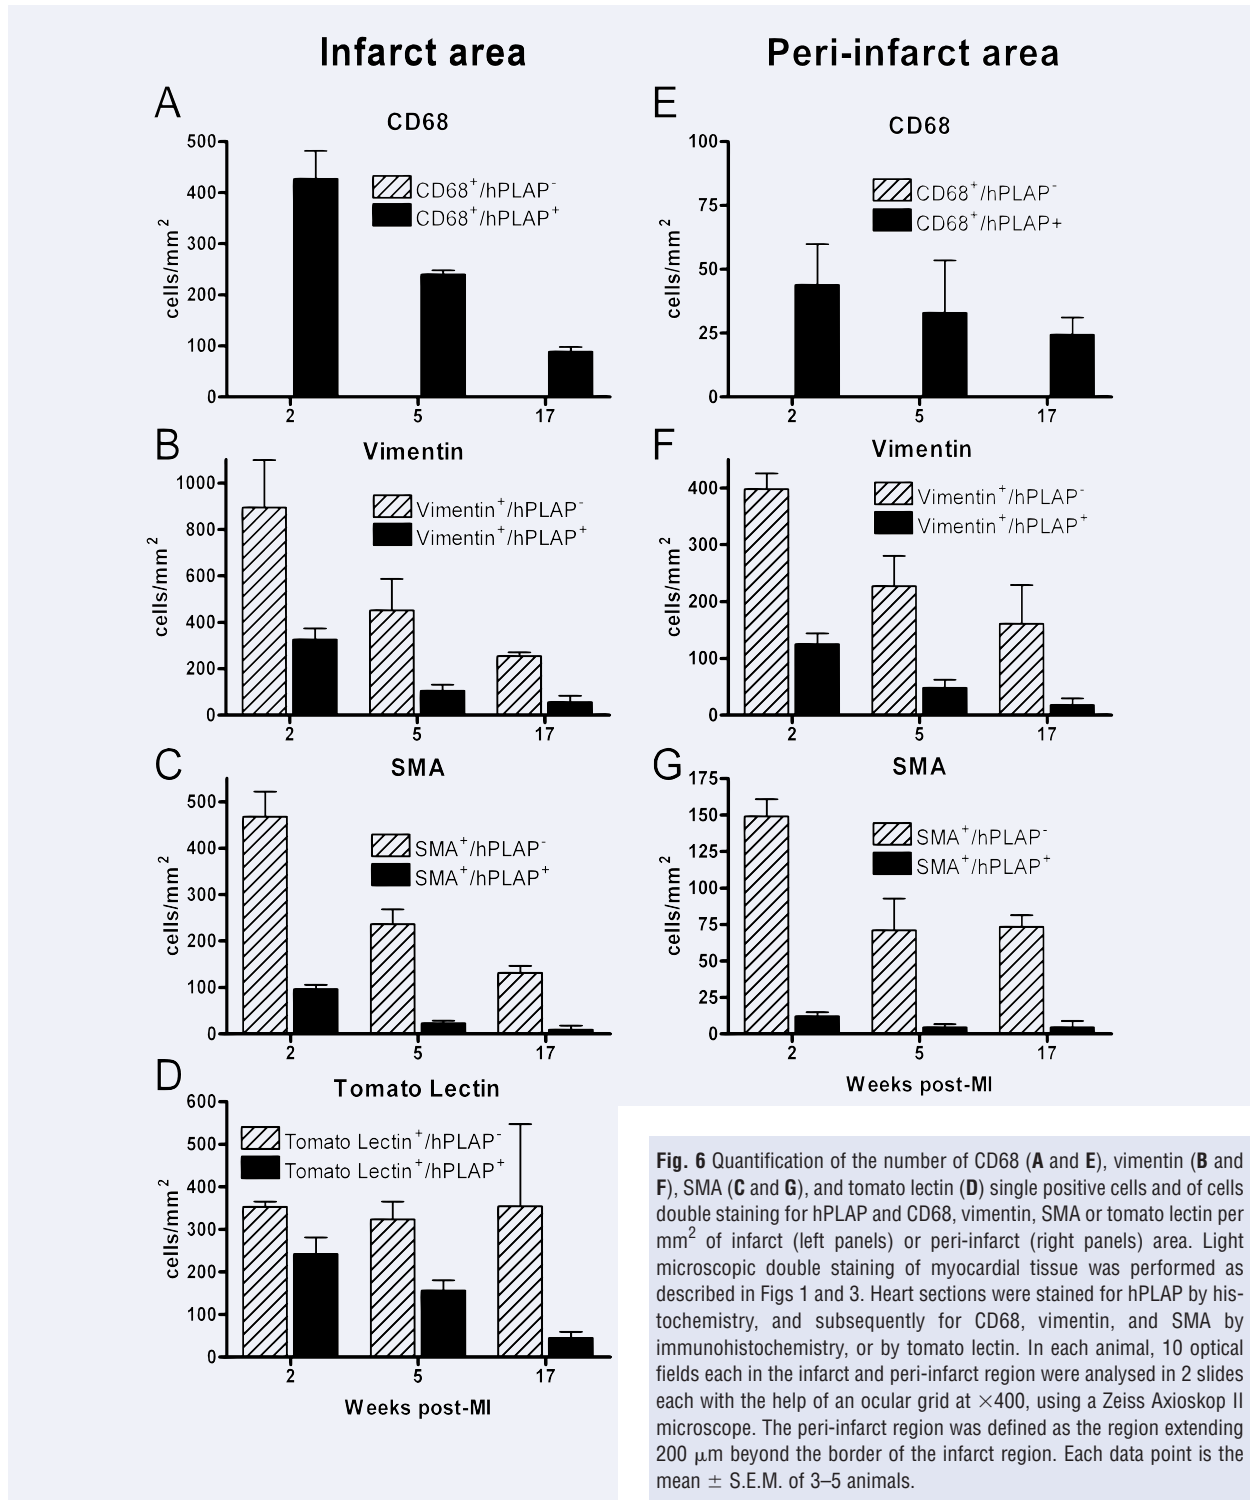 Infarct area
Peri-infarct area
A
CD68
500
400
300
200
100
0
cells/mm²
CD68⁺/hPLAP⁻
CD68⁺/hPLAP⁺
2 5 17
E
CD68
100
75
50
25
0
cells/mm²
CD68⁺/hPLAP⁻
CD68⁺/hPLAP+
2 5 17
B
Vimentin
1000
800
600
400
200
0
cells/mm²
Vimentin⁺/hPLAP⁻
Vimentin⁺/hPLAP⁺
2 5 17
F
Vimentin
400
300
200
100
0
cells/mm²
Vimentin⁺/hPLAP⁻
Vimentin⁺/hPLAP⁺
2 5 17
C
SMA
500
400
300
200
100
0
cells/mm²
SMA⁺/hPLAP⁻
SMA⁺/hPLAP⁺
2 5 17
G
SMA
175
150
125
100
75
50
25
0
cells/mm²
SMA⁺/hPLAP⁻
SMA⁺/hPLAP⁺
2 5 17
Weeks post-MI
D
Tomato Lectin
600
500
400
300
200
100
0
cells/mm²
Tomato Lectin⁺/hPLAP⁻
Tomato Lectin⁺/hPLAP⁺
2 5 17
Weeks post-MI
Fig. 6 Quantification of the number of CD68 (A and E), vimentin (B and
F), SMA (C and G), and tomato lectin (D) single positive cells and of cells
double staining for hPLAP and CD68, vimentin, SMA or tomato lectin per
mm² of infarct (left panels) or peri-infarct (right panels) area. Light
microscopic double staining of myocardial tissue was performed as
described in Figs 1 and 3. Heart sections were stained for hPLAP by his-
tochemistry, and subsequently for CD68, vimentin, and SMA by
immunohistochemistry, or by tomato lectin. In each animal, 10 optical
fields each in the infarct and peri-infarct region were analysed in 2 slides
each with the help of an ocular grid at ×400, using a Zeiss Axioskop II
microscope. The peri-infarct region was defined as the region extending
200 μm beyond the border of the infarct region. Each data point is the
mean ± S.E.M. of 3–5 animals.